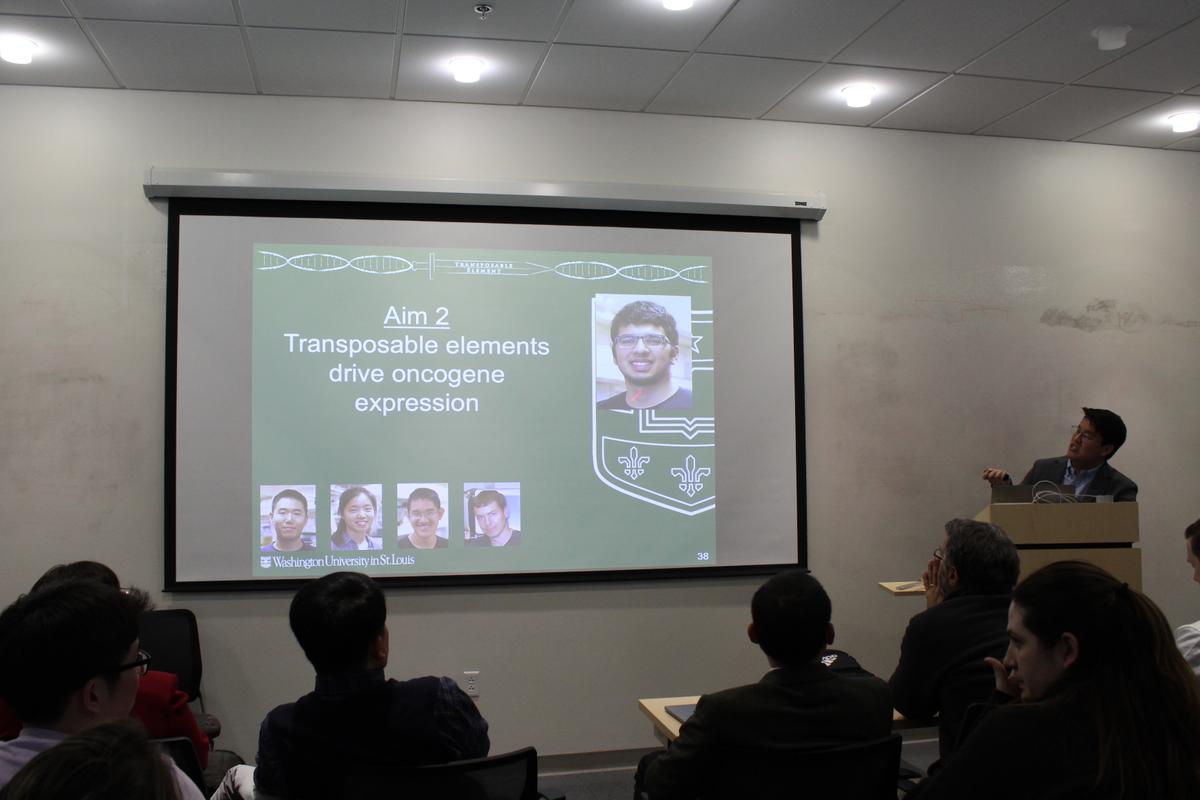 TRANSPOSABLE
ELEMENT
Aim 2
Transposable elements
drive oncogene
expression
Washington University in St. Louis
38